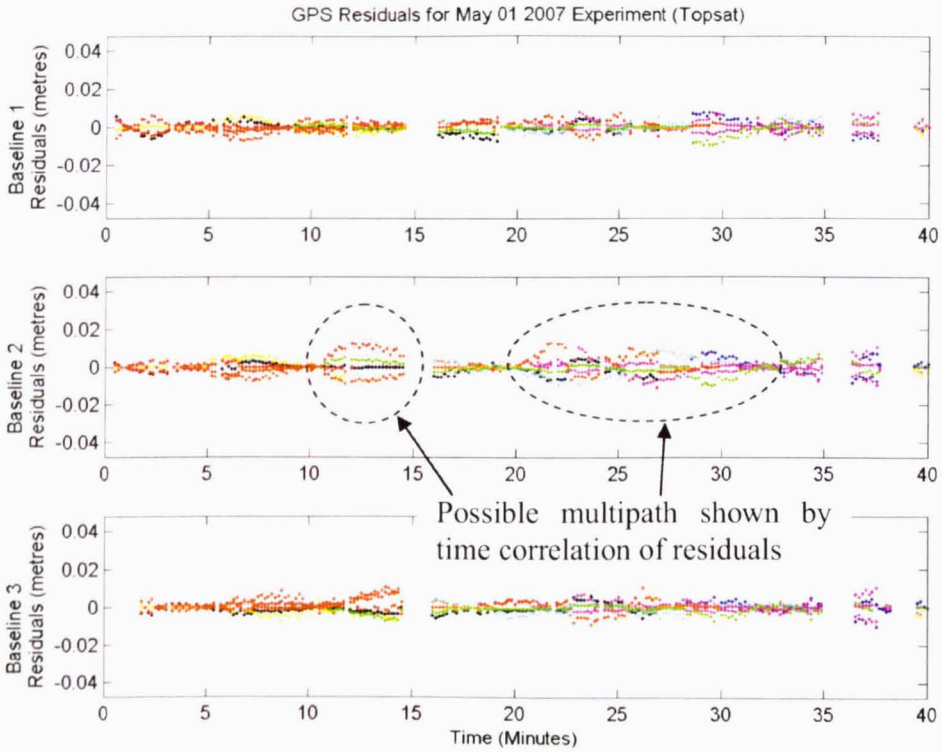 GPS Residuals for May 01 2007 Experiment (Topsat)
Baseline 1
Residuals (metres)
0.04
0.02
0
-0.02
-0.04
0 5 10 15 20 25 30 35 40
Baseline 2
Residuals (metres)
0.04
0.02
0
-0.02
-0.04
0 5 10 15 20 25 30 35 40
Possible multipath shown by
time correlation of residuals
Baseline 3
Residuals (metres)
0.04
0.02
0
-0.02
-0.04
0 5 10 15 20 25 30 35 40
Time (Minutes)